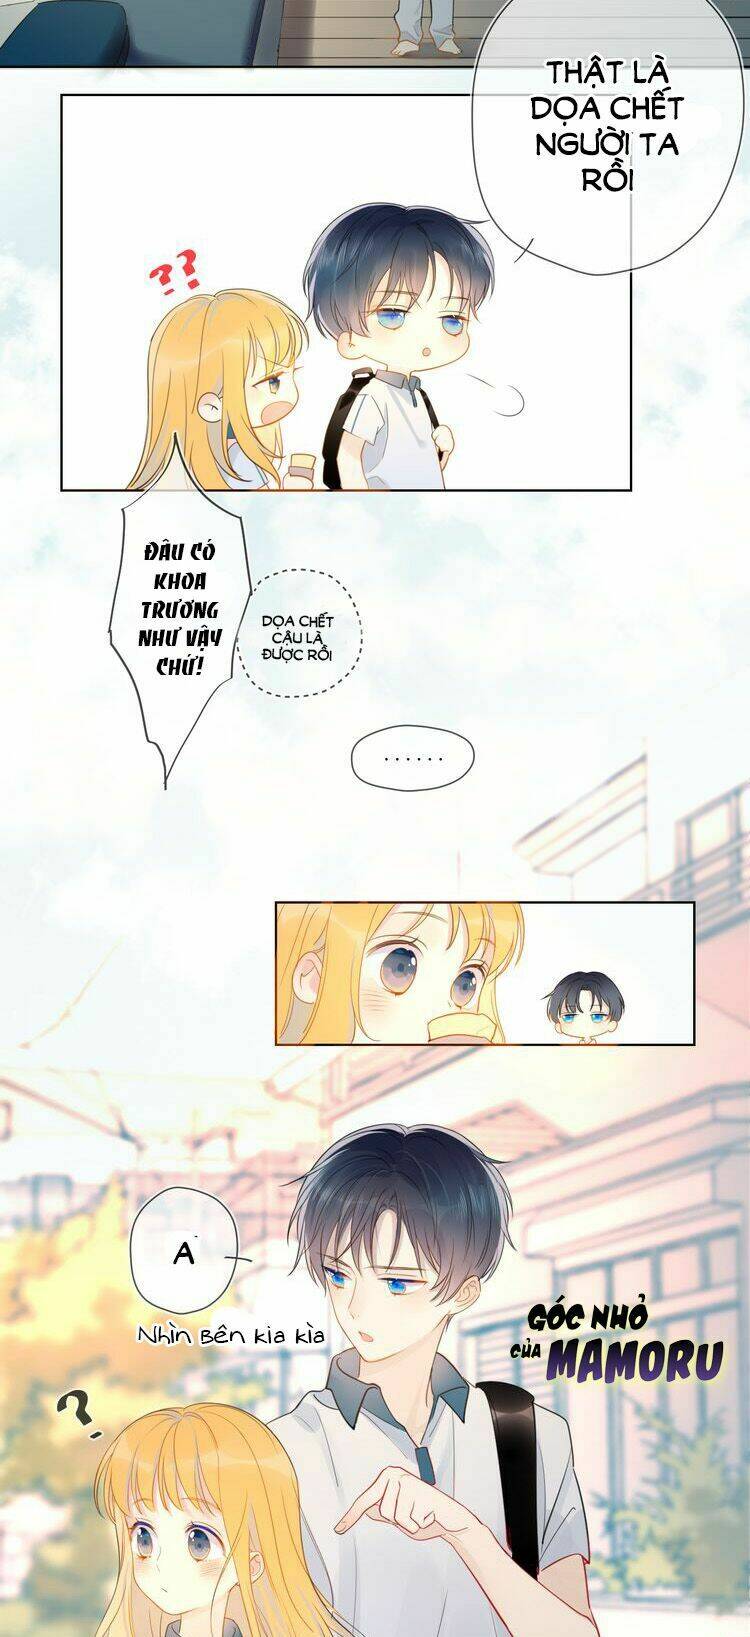 THẬT LÀ
DỌA CHẾT
NGƯỜI TA
RỒI
??
ĐÂU CÓ
KHOA
TRƯƠNG
NHƯ VẬY
CHỨ!
DỌA CHẾT
CẬU LÀ
ĐƯỢC RỒI
......
A
NHÌN BÊN KIA KÌA
GÓC NHỎ
CỦA MAMORU
?